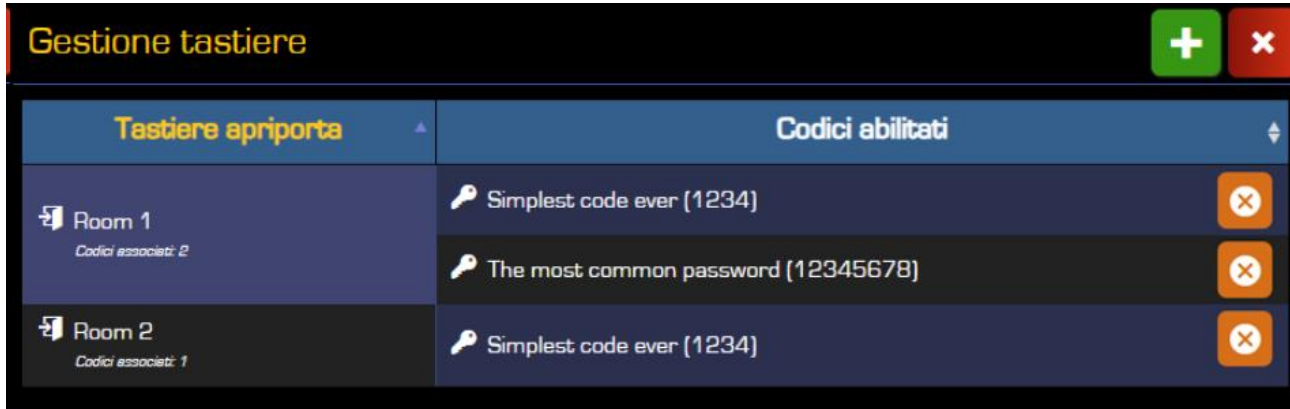 Gestione tastiere
Tastiere apriporta
Codici abilitati
Room 1
Codici associati: 2
Simplest code ever (1234)
The most common password (12345678)
Room 2
Codici associati: 1
Simplest code ever (1234)